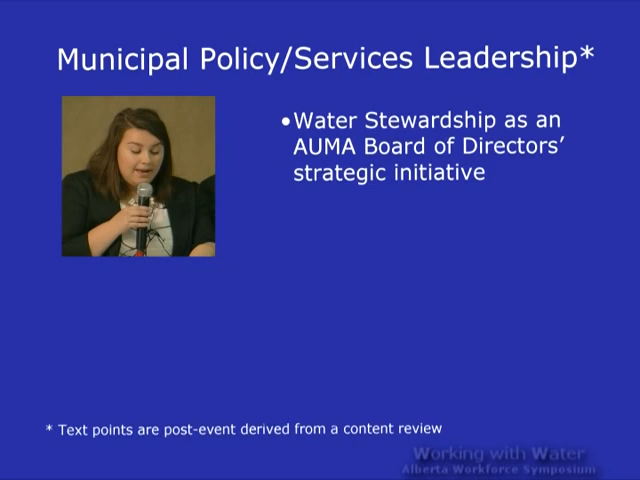 Municipal Policy/Services Leadership*
•Water Stewardship as an
AUMA Board of Directors’
strategic initiative
* Text points are post-event derived from a content review
Working with Water
Alberta Workforce Symposium